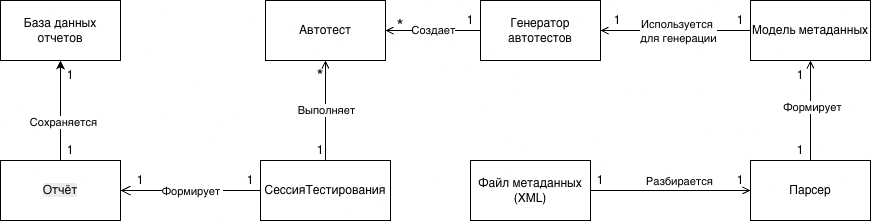 База данных
отчетов
Автотест
Генератор
автотестов
Модель метаданных
*
Создает
1
1
Используется
для генерации
1
1
*
1
Сохраняется
Выполняет
Формирует
1
1
1
Отчёт
1
Формирует
1
СессияТестирования
Файл метаданных
(XML)
1
Разбирается
1
Парсер